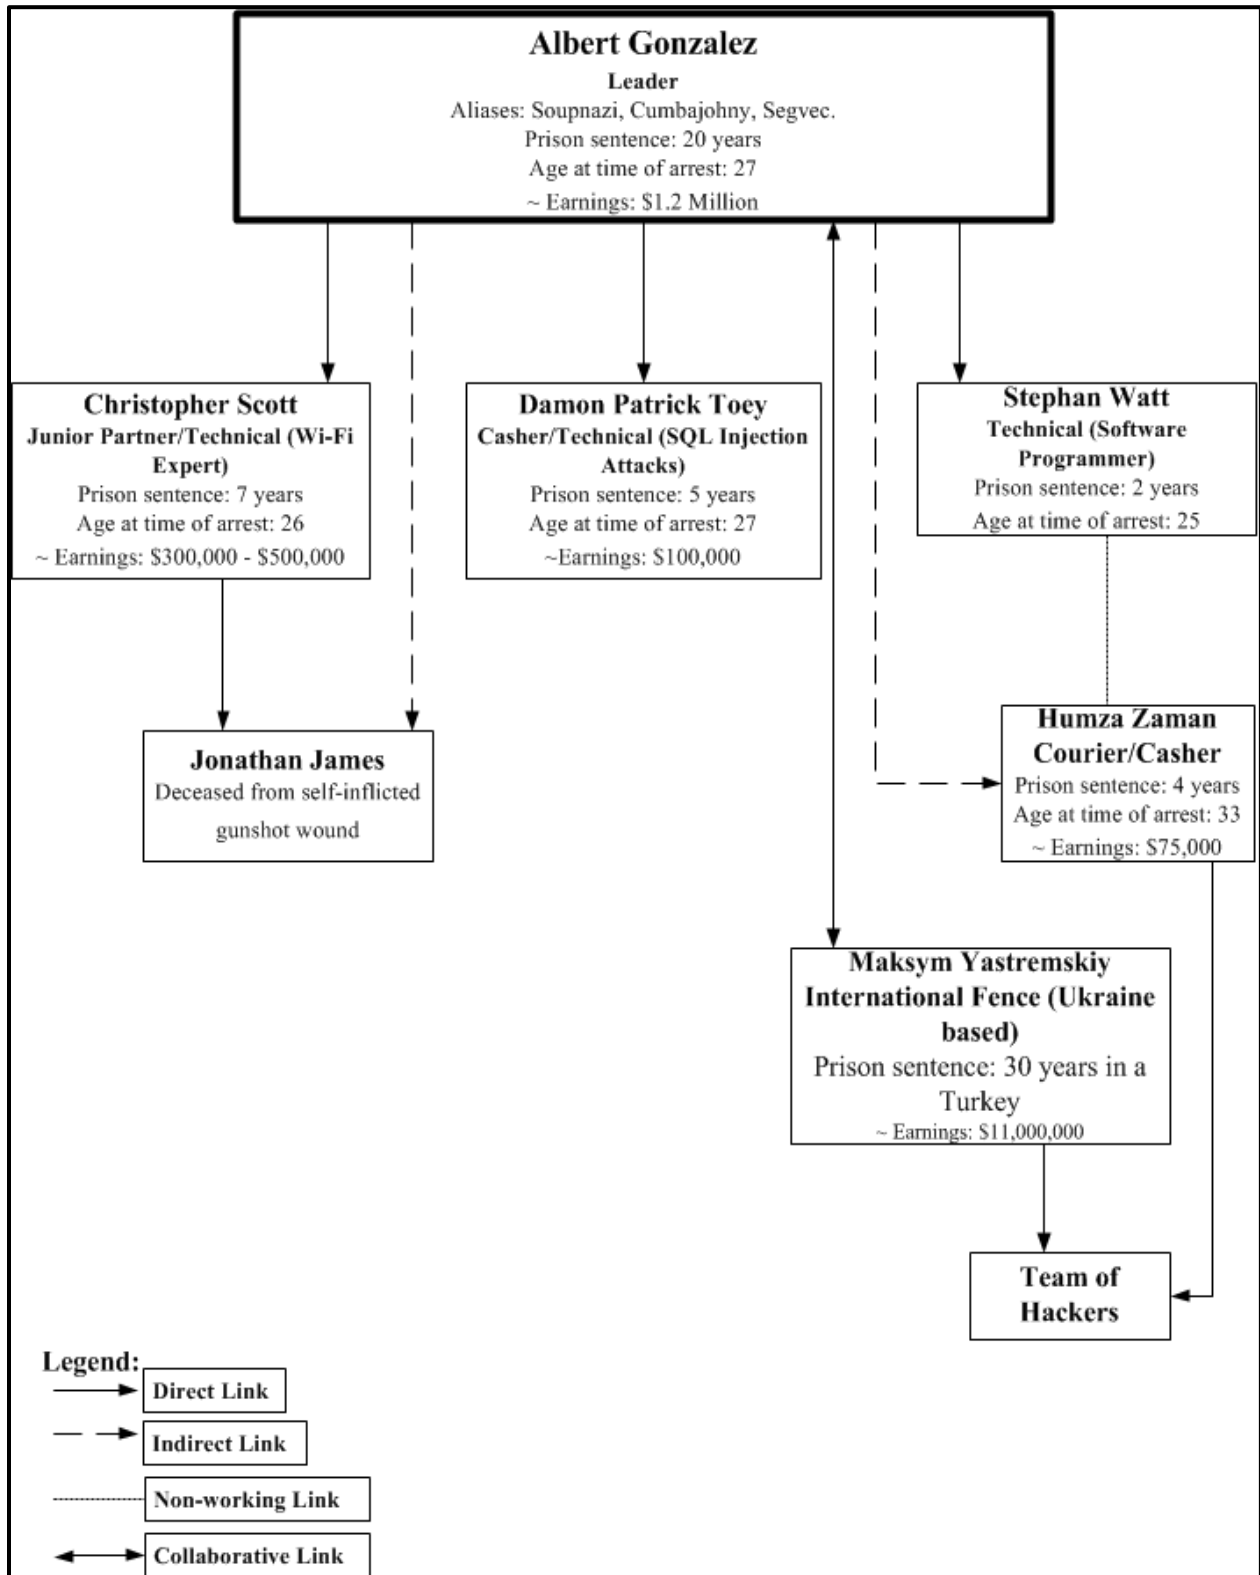 Albert Gonzalez
Leader
Aliases: Soupnazi, Cumbajohny, Segvec.
Prison sentence: 20 years
Age at time of arrest: 27
~ Earnings: $1.2 Million
Christopher Scott
Junior Partner/Technical (Wi-Fi
Expert)
Prison sentence: 7 years
Age at time of arrest: 26
~ Earnings: $300,000 - $500,000
Damon Patrick Toey
Casher/Technical (SQL Injection
Attacks)
Prison sentence: 5 years
Age at time of arrest: 27
~Earnings: $100,000
Stephan Watt
Technical (Software
Programmer)
Prison sentence: 2 years
Age at time of arrest: 25
Jonathan James
Deceased from self-inflicted
gunshot wound
Humza Zaman
Courier/Casher
Prison sentence: 4 years
Age at time of arrest: 33
~ Earnings: $75,000
Maksym Yastremskiy
International Fence (Ukraine
based)
Prison sentence: 30 years in a
Turkey
~ Earnings: $11,000,000
Team of
Hackers
Legend:
Direct Link
Indirect Link
Non-working Link
Collaborative Link